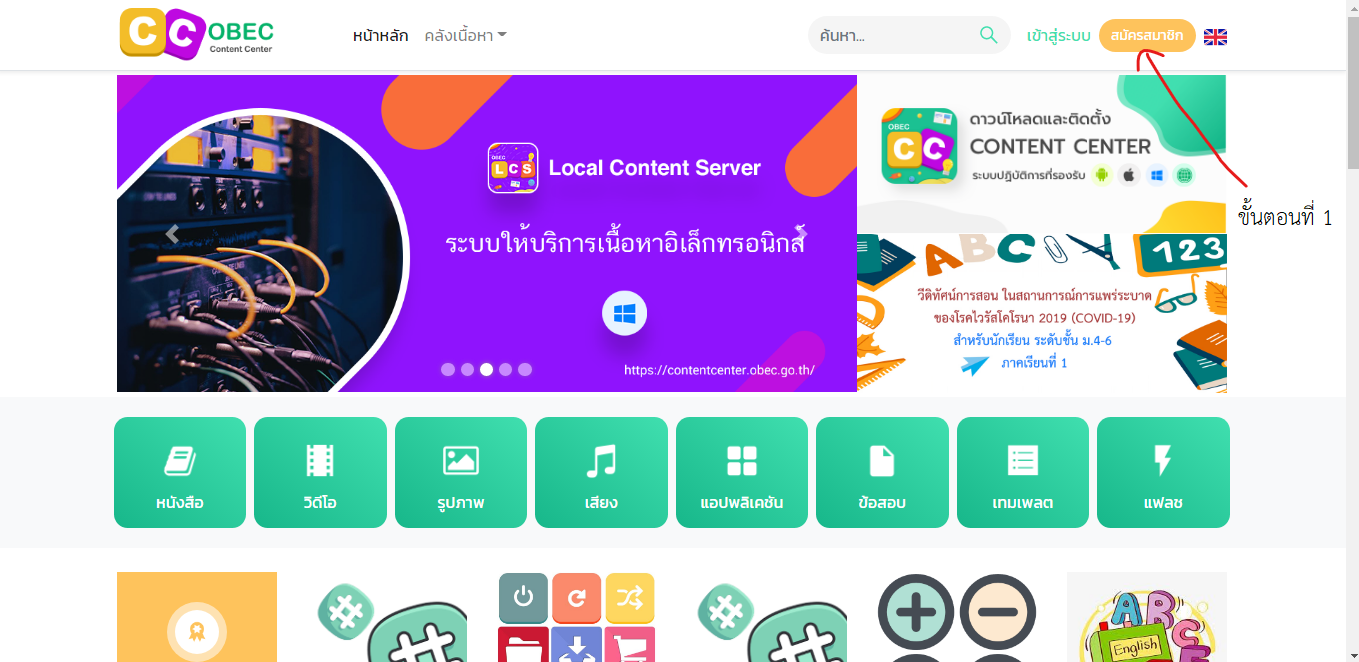 CC OBEC
Content Center
หน้าหลัก
คลังเนื้อหา
ค้นหา...
เข้าสู่ระบบ
สมัครสมาชิก
OBEC
LCS
Local Content Server
ระบบให้บริการเนื้อหาอิเล็กทรอนิกส์
https://contentcenter.obec.go.th/
OBEC
CC
ดาวน์โหลดและติดตั้ง
CONTENT CENTER
ระบบปฏิบัติการที่รองรับ
ขั้นตอนที่ 1
ABC
123
วีดิทัศน์การสอน ในสถานการณ์การแพร่ระบาด
ของโรคไวรัสโคโรนา 2019 (COVID-19)
สำหรับนักเรียน ระดับชั้น ม.4-6
ภาคเรียนที่ 1
หนังสือ
วิดีโอ
รูปภาพ
เสียง
แอปพลิเคชัน
ข้อสอบ
เทมเพลต
แฟลช
#
#
#
#
ABC
English
E